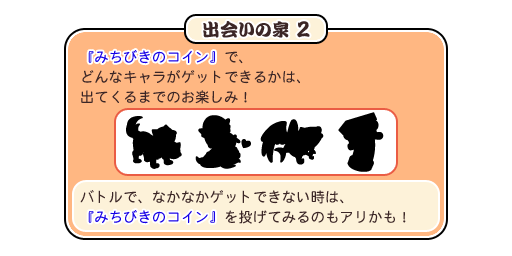 出会いの泉 2
『みちびきのコイン』で、
どんなキャラがゲットできるかは、
出てくるまでのお楽しみ！
バトルで、なかなかゲットできない時は、
『みちびきのコイン』を投げてみるのもアリかも！